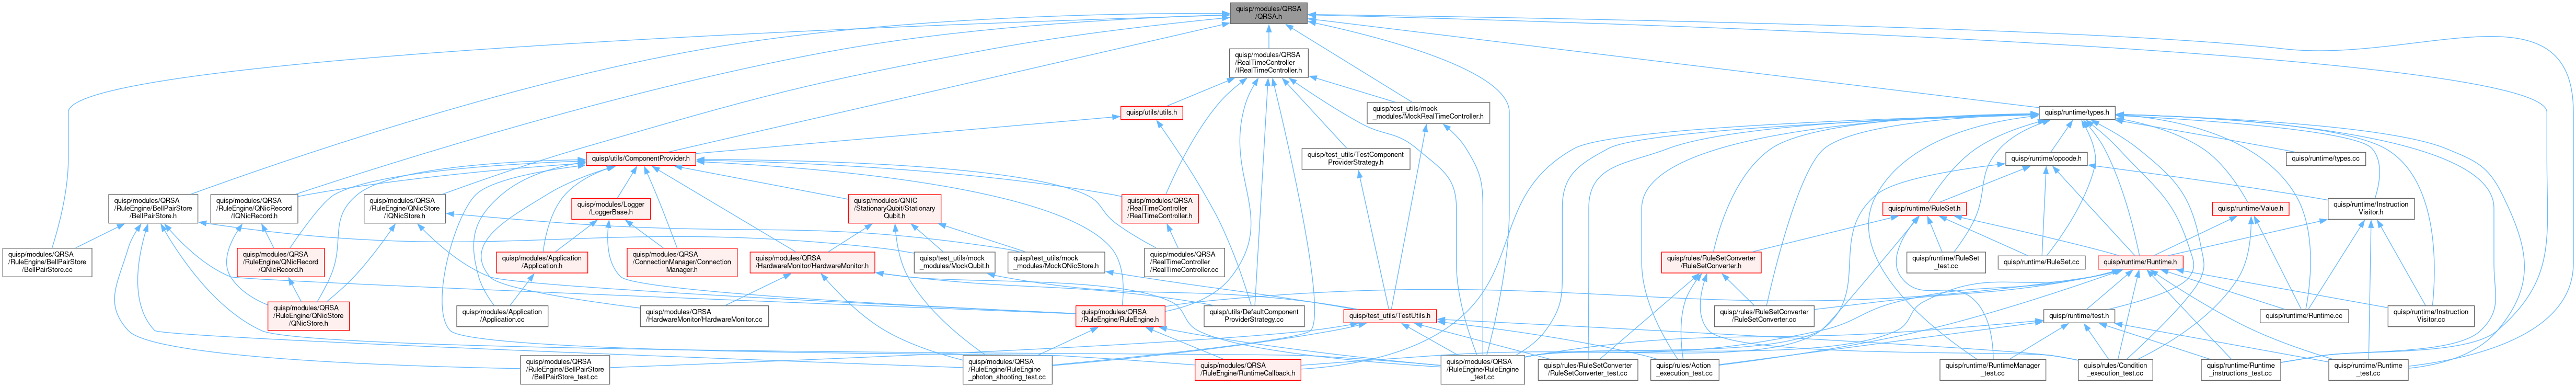 quisp/modules/QRSA
/QRSA.h
quisp/modules/QRSA
/RealTimeController
/IRealTimeController.h
quisp/utils/utils.h
quisp/test_utils/mock
_modules/MockRealTimeController.h
quisp/runtime/types.h
quisp/utils/ComponentProvider.h
quisp/test_utils/TestComponent
ProviderStrategy.h
quisp/runtime/opcode.h
quisp/runtime/types.cc
quisp/modules/QRSA
/RuleEngine/BellPairStore
/BellPairStore.h
quisp/modules/QRSA
/RuleEngine/QNicRecord
/IQNicRecord.h
quisp/modules/QRSA
/RuleEngine/QNicStore
/IQNicStore.h
quisp/modules/Logger
/LoggerBase.h
quisp/modules/QNIC
/StationaryQubit/Stationary
Qubit.h
quisp/modules/QRSA
/RealTimeController
/RealTimeController.h
quisp/runtime/RuleSet.h
quisp/runtime/Value.h
quisp/runtime/Instruction
Visitor.h
quisp/modules/QRSA
/RuleEngine/BellPairStore
/BellPairStore.cc
quisp/modules/QRSA
/RuleEngine/QNicRecord
/QNicRecord.h
quisp/modules/Application
/Application.h
quisp/modules/QRSA
/ConnectionManager/Connection
Manager.h
quisp/modules/QRSA
/HardwareMonitor/HardwareMonitor.h
quisp/test_utils/mock
_modules/MockQubit.h
quisp/test_utils/mock
_modules/MockQNicStore.h
quisp/modules/QRSA
/RealTimeController
/RealTimeController.cc
quisp/rules/RuleSetConverter
/RuleSetConverter.h
quisp/runtime/RuleSet
_test.cc
quisp/runtime/RuleSet.cc
quisp/runtime/Runtime.h
quisp/modules/QRSA
/RuleEngine/QNicStore
/QNicStore.h
quisp/modules/Application
/Application.cc
quisp/modules/QRSA
/HardwareMonitor/HardwareMonitor.cc
quisp/modules/QRSA
/RuleEngine/RuleEngine.h
quisp/utils/DefaultComponent
ProviderStrategy.cc
quisp/test_utils/TestUtils.h
quisp/rules/RuleSetConverter
/RuleSetConverter.cc
quisp/runtime/test.h
quisp/runtime/Runtime.cc
quisp/runtime/Instruction
Visitor.cc
quisp/modules/QRSA
/RuleEngine/BellPairStore
/BellPairStore_test.cc
quisp/modules/QRSA
/RuleEngine/RuleEngine
_photon_shooting_test.cc
quisp/modules/QRSA
/RuleEngine/RuntimeCallback.h
quisp/modules/QRSA
/RuleEngine/RuleEngine
_test.cc
quisp/rules/RuleSetConverter
/RuleSetConverter_test.cc
quisp/rules/Action
_execution_test.cc
quisp/runtime/RuntimeManager
_test.cc
quisp/rules/Condition
_execution_test.cc
quisp/runtime/Runtime
_instructions_test.cc
quisp/runtime/Runtime
_test.cc